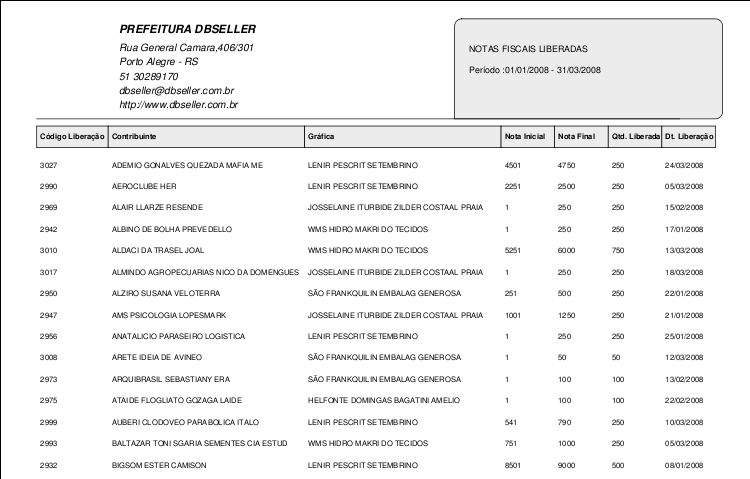 PREFEITURA DBSELLER
Rua General Camara,406/301
Porto Alegre - RS
51 30289170
dbseller@dbseller.com.br
http://www.dbseller.com.br
NOTAS FISCAIS LIBERADAS
Período :01/01/2008 - 31/03/2008
Código Liberação Contribuinte Gráfica Nota Inicial Nota Final Qtd. Liberada Dt. Liberação
3027 ADEMIO GONALVES QUEZADA MAFIA ME LENIR PESCRIT SETEMBRINO 4501 4750 250 24/03/2008
2990 AEROCLUBE HER LENIR PESCRIT SETEMBRINO 2251 2500 250 05/03/2008
2969 ALAIR LLARZE RESENDE JOSSELAINE ITURBIDE ZILDER COSTAAL PRAIA 1 250 250 15/02/2008
2942 ALBINO DE BOLHA PREVEDELLO WMS HIDRO MAKRI DO TECIDOS 1 250 250 17/01/2008
3010 ALDACI DA TRASEL JOAL WMS HIDRO MAKRI DO TECIDOS 5251 6000 750 13/03/2008
3017 ALMINDO AGROPECUARIAS NICO DA DOMENGUES JOSSELAINE ITURBIDE ZILDER COSTAAL PRAIA 1 250 250 18/03/2008
2950 ALZIRO SUSANA VELOTERRA SÃO FRANKQUILIN EMBALAG GENEROSA 251 500 250 22/01/2008
2947 AMS PSICOLOGIA LOPESMARK JOSSELAINE ITURBIDE ZILDER COSTAAL PRAIA 1001 1250 250 21/01/2008
2956 ANATALICIO PARASEIRO LOGISTICA LENIR PESCRIT SETEMBRINO 1 250 250 25/01/2008
3008 ARETE IDEIA DE AVINEO SÃO FRANKQUILIN EMBALAG GENEROSA 1 50 50 12/03/2008
2973 ARQUIBRASIL SEBASTIANY ERA SÃO FRANKQUILIN EMBALAG GENEROSA 1 100 100 13/02/2008
2975 ATAIDE FLOGLIATO GOZAGA LAIDE HELFONTE DOMINGAS BAGATINI AMELIO 1 100 100 22/02/2008
2999 AUBERI CLODOVEO PARABOLICA ITALO LENIR PESCRIT SETEMBRINO 541 790 250 10/03/2008
2993 BALTAZAR TONI SGARIA SEMENTES CIA ESTUD WMS HIDRO MAKRI DO TECIDOS 751 1000 250 05/03/2008
2932 BIGSOM ESTER CAMISON LENIR PESCRIT SETEMBRINO 8501 9000 500 08/01/2008